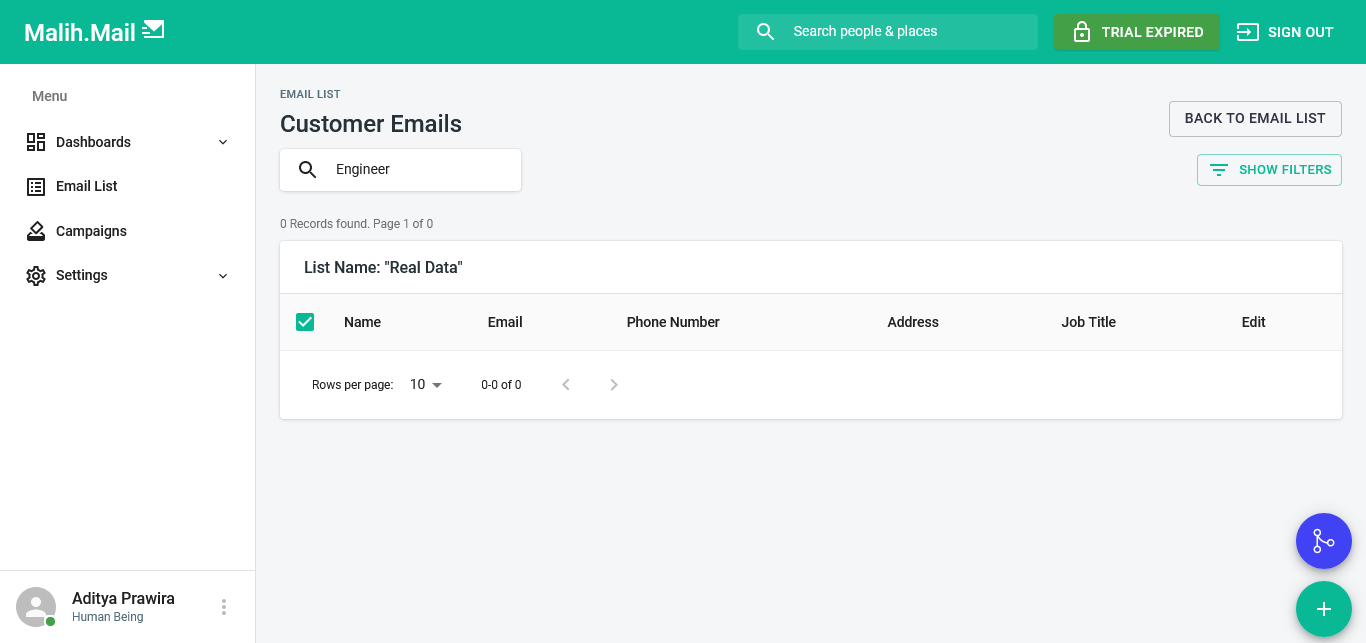 Malih.Mail
Search people & places
TRIAL EXPIRED
SIGN OUT
Menu
Dashboards
Email List
Campaigns
Settings
EMAIL LIST
Customer Emails
BACK TO EMAIL LIST
Engineer
SHOW FILTERS
0 Records found. Page 1 of 0
List Name: "Real Data"
Name Email Phone Number Address Job Title Edit
Rows per page: 10 0-0 of 0
Aditya Prawira
Human Being